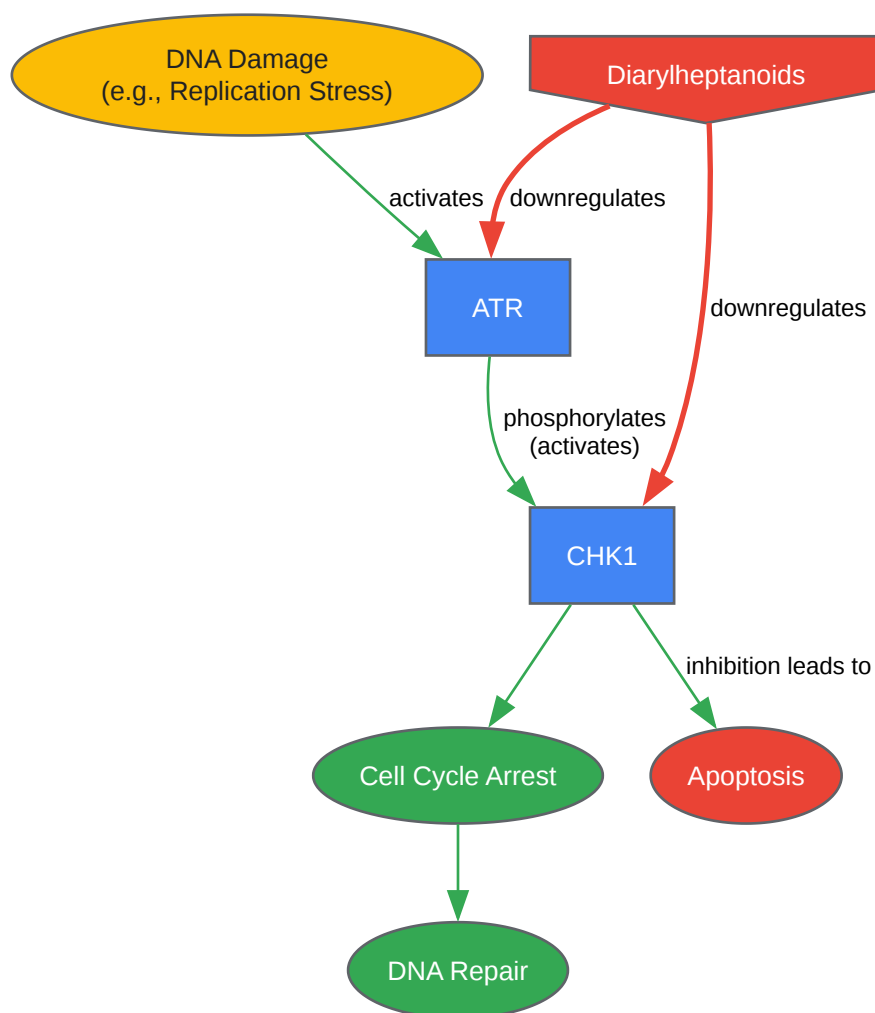 DNA Damage
(e.g., Replication Stress)
Diarylheptanoids
activates
downregulates
ATR
downregulates
phosphorylates
(activates)
CHK1
inhibition leads to
Cell Cycle Arrest
Apoptosis
DNA Repair